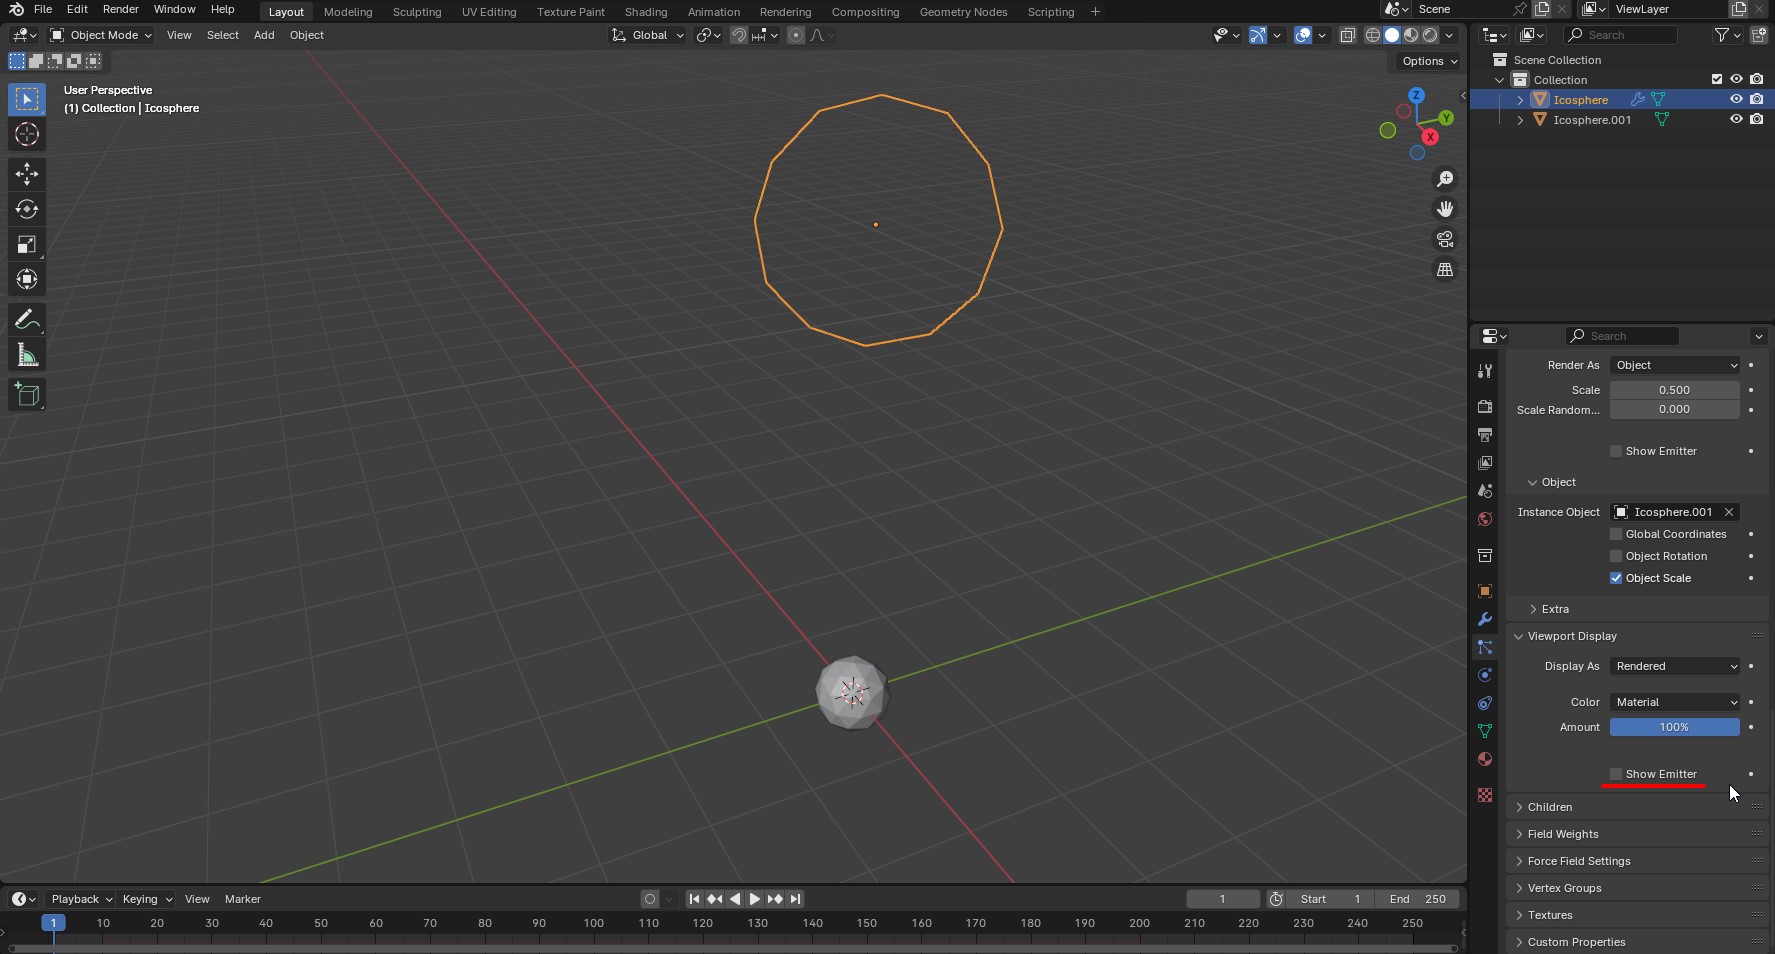 File Edit Render Window Help Layout Modeling Sculpting UV Editing Texture Paint Shading Animation Rendering Compositing Geometry Nodes Scripting + Scene ViewLayer
Object Mode View Select Add Object Global Search
Options
User Perspective
(1) Collection | Icosphere
Z
Y
X
Scene Collection
Collection
Icosphere
Icosphere.001
Search
Render As Object
Scale 0.500
Scale Random... 0.000
Show Emitter
Object
Instance Object Icosphere.001
Global Coordinates
Object Rotation
Object Scale
Extra
Viewport Display
Display As Rendered
Color Material
Amount 100%
Show Emitter
Children
Field Weights
Force Field Settings
Vertex Groups
Textures
Custom Properties
Playback Keying View Marker 1 Start 1 End 250
1 10 20 30 40 50 60 70 80 90 100 110 120 130 140 150 160 170 180 190 200 210 220 230 240 250